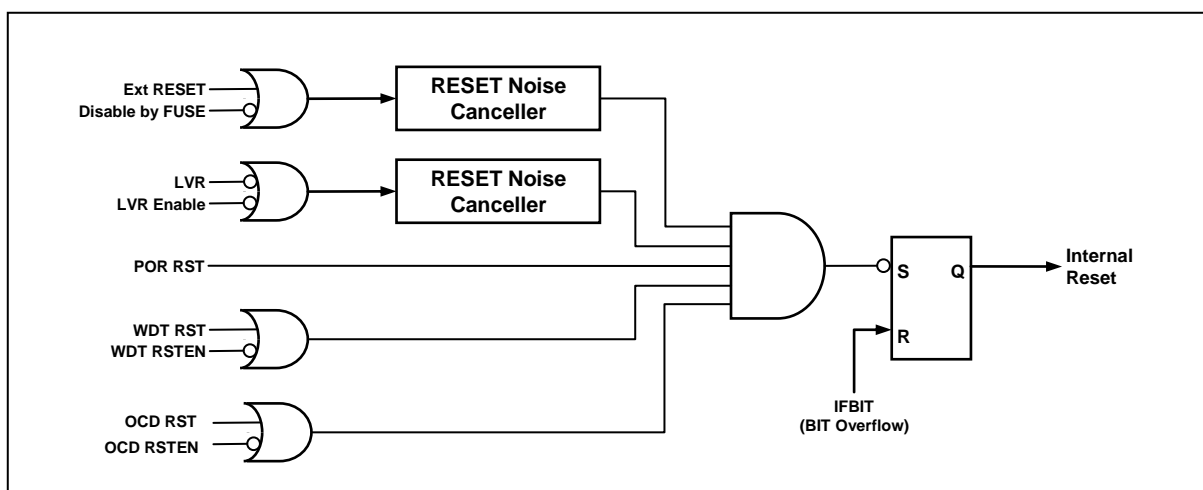 Ext RESET
Disable by FUSE
RESET Noise
Canceller
LVR
LVR Enable
RESET Noise
Canceller
POR RST
WDT RST
WDT RSTEN
OCD RST
OCD RSTEN
S
Q
R
Internal
Reset
IFBIT
(BIT Overflow)